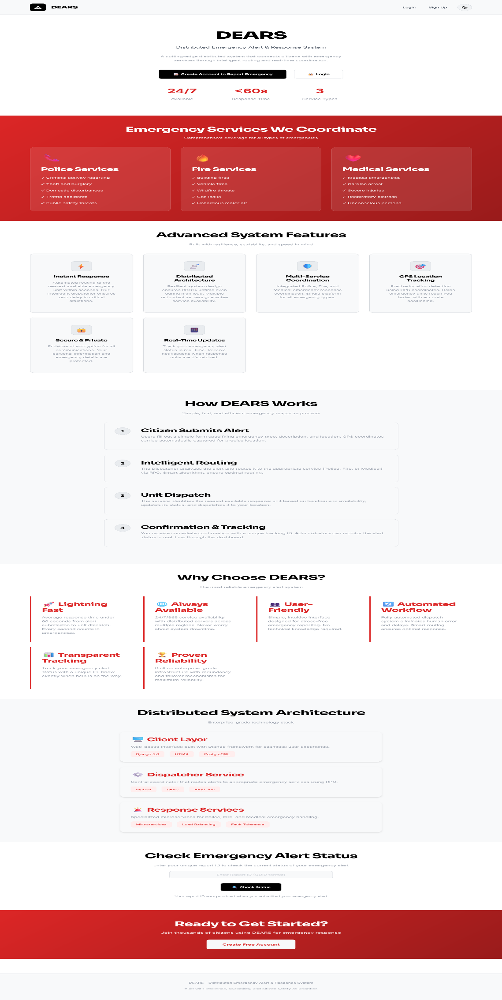 DEARS
Login
Sign Up
DEARS
Distributed Emergency Alert & Response System
A cutting-edge distributed system that connects citizens with emergency
services through intelligent routing and real-time coordination.
Create Account to Report Emergency
Login
24/7
<60s
3
Available
Response Time
Service Types
Emergency Services We Coordinate
Comprehensive coverage for all types of emergencies
Police Services
✓ Criminal activity reporting
✓ Theft and burglary
✓ Domestic disturbances
✓ Traffic accidents
✓ Public safety threats
Fire Services
✓ Building fires
✓ Vehicle fires
✓ Wildfire threats
✓ Gas leaks
✓ Hazardous materials
Medical Services
✓ Medical emergencies
✓ Cardiac arrest
✓ Severe injuries
✓ Respiratory distress
✓ Unconscious persons
Advanced System Features
Built with resilience, scalability, and speed in mind
Instant Response
Automated routing to the
nearest available emergency
unit within seconds. Our
intelligent dispatcher ensures
zero delay in critical
situations.
Distributed
Architecture
Resilient system design
ensures 99.9% uptime even
during high load. Multiple
redundant servers guarantee
service availability.
Multi-Service
Coordination
Integrated Police, Fire, and
Medical emergency response
coordination. Single platform
for all emergency types.
GPS Location
Tracking
Precise location detection
using GPS coordinates. Helps
emergency units reach you
faster with accurate
positioning.
Secure & Private
End-to-end encryption for all
communications. Your
personal information and
emergency details are
protected.
Real-Time Updates
Track your emergency alert
status in real-time. Receive
notifications when response
units are dispatched.
How DEARS Works
Simple, fast, and efficient emergency response process
1
Citizen Submits Alert
Users fill out a simple form specifying emergency type, description, and location. GPS coordinates
can be automatically captured for precise location.
2
Intelligent Routing
The Dispatcher analyzes the alert and routes it to the appropriate service (Police, Fire, or Medical)
via RPC. Smart algorithms ensure optimal routing.
3
Unit Dispatch
The service identifies the nearest available response unit based on location and availability,
updates its status, and dispatches it to your location.
4
Confirmation & Tracking
You receive immediate confirmation with a unique tracking ID. Administrators can monitor the alert
status in real-time through the dashboard.
Why Choose DEARS?
The most reliable emergency alert system
Lightning
Fast
Average response time under
60 seconds from alert
submission to unit dispatch.
Every second counts in
emergencies.
Always
Available
24/7/365 service availability
with distributed servers across
multiple regions. Never worry
about system downtime.
User-
Friendly
Simple, intuitive interface
designed for stress-free
emergency reporting. No
technical knowledge required.
Automated
Workflow
Fully automated dispatch
system eliminates human error
and delays. Smart routing
ensures optimal response.
Transparent
Tracking
Track your emergency alert
status with a unique ID. Know
exactly when help is on the way.
Proven
Reliability
Built on enterprise-grade
infrastructure with redundancy
and failover mechanisms for
maximum reliability.
Distributed System Architecture
Enterprise-grade technology stack
Client Layer
Web-based interface built with Django framework for seamless user experience.
Django 5.0
HTMX
PostgreSQL
Dispatcher Service
Central coordinator that routes alerts to appropriate emergency services using RPC.
Python
gRPC
REST API
Response Services
Specialized microservices for Police, Fire, and Medical emergency handling.
Microservices
Load Balancing
Fault Tolerance
Check Emergency Alert Status
Enter your unique report ID to check the current status of your emergency alert
Enter Report ID (UUID format)
Check Status
Your report ID was provided when you submitted your emergency alert
Ready to Get Started?
Join thousands of citizens using DEARS for emergency response
Create Free Account
DEARS - Distributed Emergency Alert & Response System
Built with resilience, scalability, and citizen safety as priorities